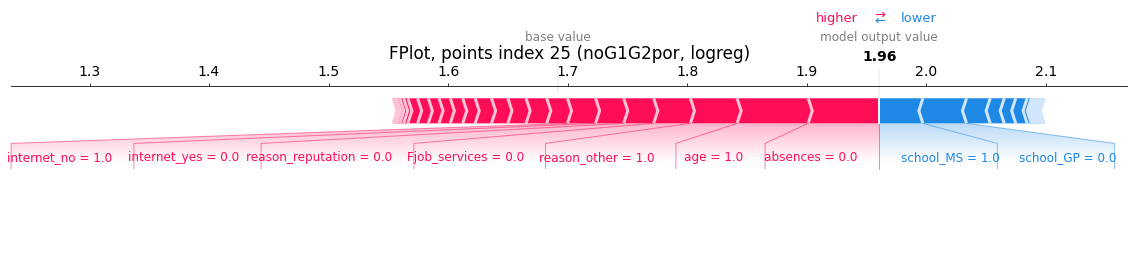 higher ⇄ lower
base value model output value
FPlot, points index 25 (noG1G2por, logreg) 1.96
1.3 1.4 1.5 1.6 1.7 1.8 1.9 2.0 2.1
internet_no = 1.0 internet_yes = 0.0 reason_reputation = 0.0 Fjob_services = 0.0 reason_other = 1.0 age = 1.0 absences = 0.0 school_MS = 1.0 school_GP = 0.0